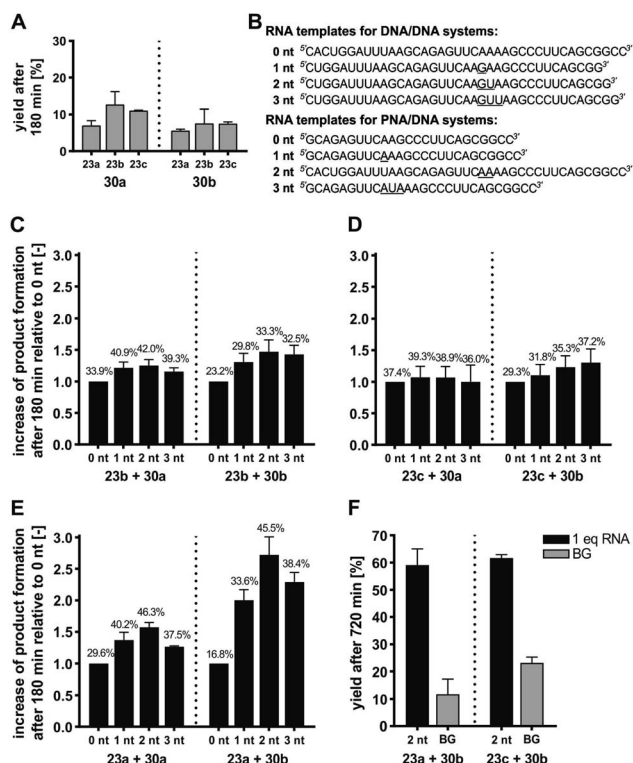 A
yield after
180 min [%]
30
20
10
0
23a 23b 23c 23a 23b 23c
30a 30b
B
RNA templates for DNA/DNA systems:
0 nt 5'CACUGGAUUUAAGCAGAGUUCAAAAGCCCUUCAGCGGCC3'
1 nt 5'CUGGAUUUAAGCAGAGUUCAAGAAGCCCUUCAGCGG3'
2 nt 5'CUGGAUUUAAGCAGAGUUCAAGUAAGCCCUUCAGCGG3'
3 nt 5'CUGGAUUUAAGCAGAGUUCAAGUUAAGCCCUUCAGCGG3'
RNA templates for PNA/DNA systems:
0 nt 5'GCAGAGUUCAAGCCCUUCAGCGGCC3'
1 nt 5'GCAGAGUUCAAAGCCCUUCAGCGGCC3'
2 nt 5'CACUGGAUUUAAGCAGAGUUCAAAAGCCCUUCAGCGGCC3'
3 nt 5'GCAGAGUUCAUAAAGCCCUUCAGCGGCC3'
C
increase of product formation
after 180 min relative to 0 nt [-]
3.0
2.5
2.0
1.5
1.0
0.5
0.0
33.9% 40.9% 42.0% 39.3% 23.2% 29.8% 33.3% 32.5%
0 nt 1 nt 2 nt 3 nt 0 nt 1 nt 2 nt 3 nt
23b + 30a 23b + 30b
D
3.0
2.5
2.0
1.5
1.0
0.5
0.0
37.4% 39.3% 38.9% 36.0% 29.3% 31.8% 35.3% 37.2%
0 nt 1 nt 2 nt 3 nt 0 nt 1 nt 2 nt 3 nt
23c + 30a 23c + 30b
E
increase of product formation
after 180 min relative to 0 nt [-]
3.0
2.5
2.0
1.5
1.0
0.5
0.0
29.6% 40.2% 46.3% 37.5% 16.8% 33.6% 45.5% 38.4%
0 nt 1 nt 2 nt 3 nt 0 nt 1 nt 2 nt 3 nt
23a + 30a 23a + 30b
F
yield after 720 min [%]
70
60
50
40
30
20
10
0
1 eq RNA
BG
2 nt BG 2 nt BG
23a + 30b 23c + 30b